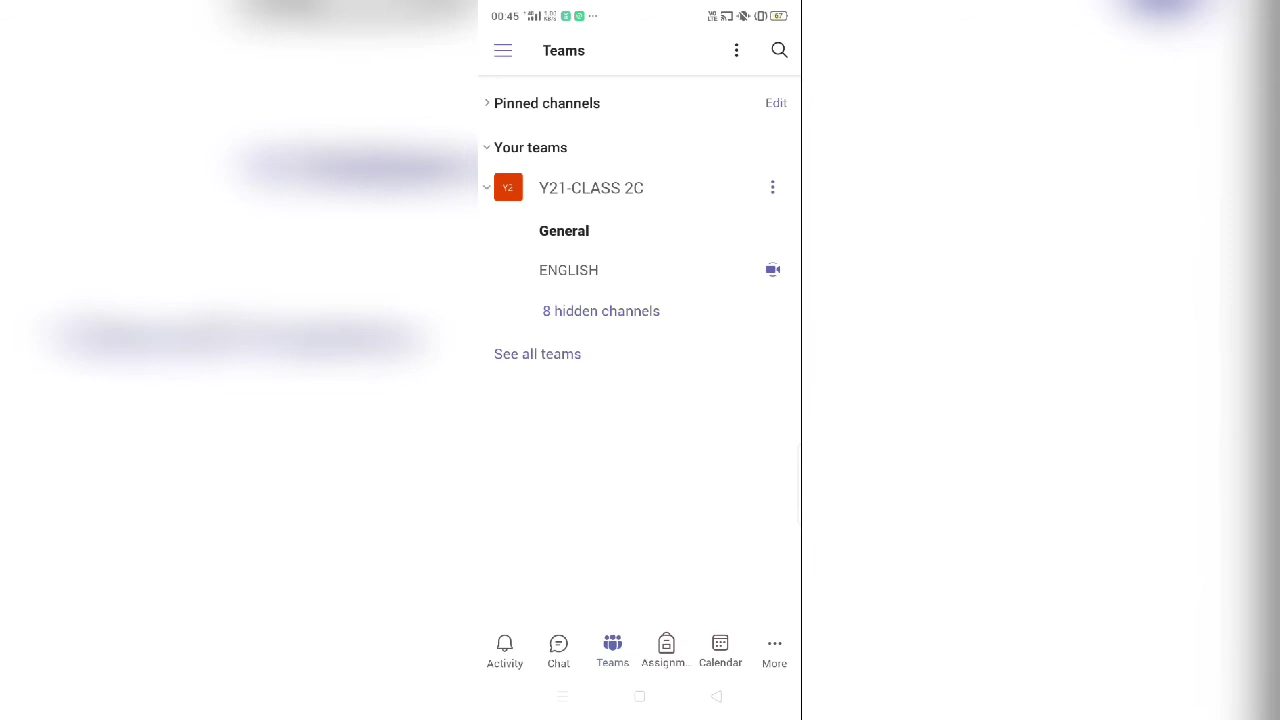 00:45 67
Teams
Pinned channels Edit
Your teams
Y2 Y21-CLASS 2C
General
ENGLISH
8 hidden channels
See all teams
Activity Chat Teams Assignm... Calendar More